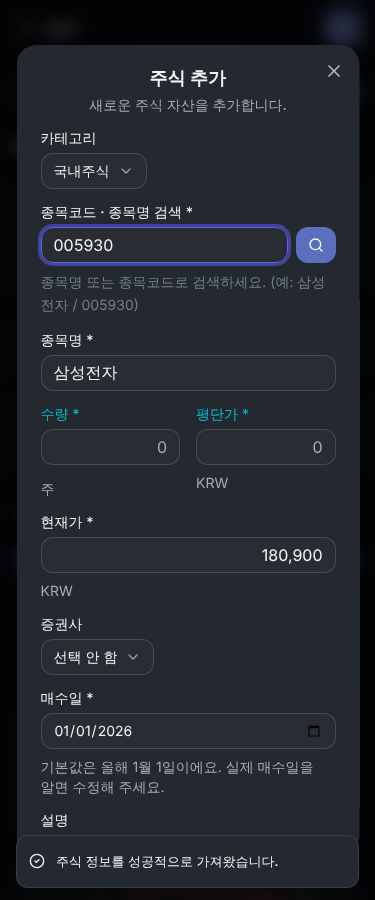 주식 추가
새로운 주식 자산을 추가합니다.
카테고리
국내주식
종목코드 · 종목명 검색 *
005930
종목명 또는 종목코드로 검색하세요. (예: 삼성
전자 / 005930)
종목명 *
삼성전자
수량 *
평단가 *
0
0
주
KRW
현재가 *
180,900
KRW
증권사
선택 안 함
매수일 *
01/01/2026
기본값은 올해 1월 1일이에요. 실제 매수일을
알면 수정해 주세요.
설명
주식 정보를 성공적으로 가져왔습니다.